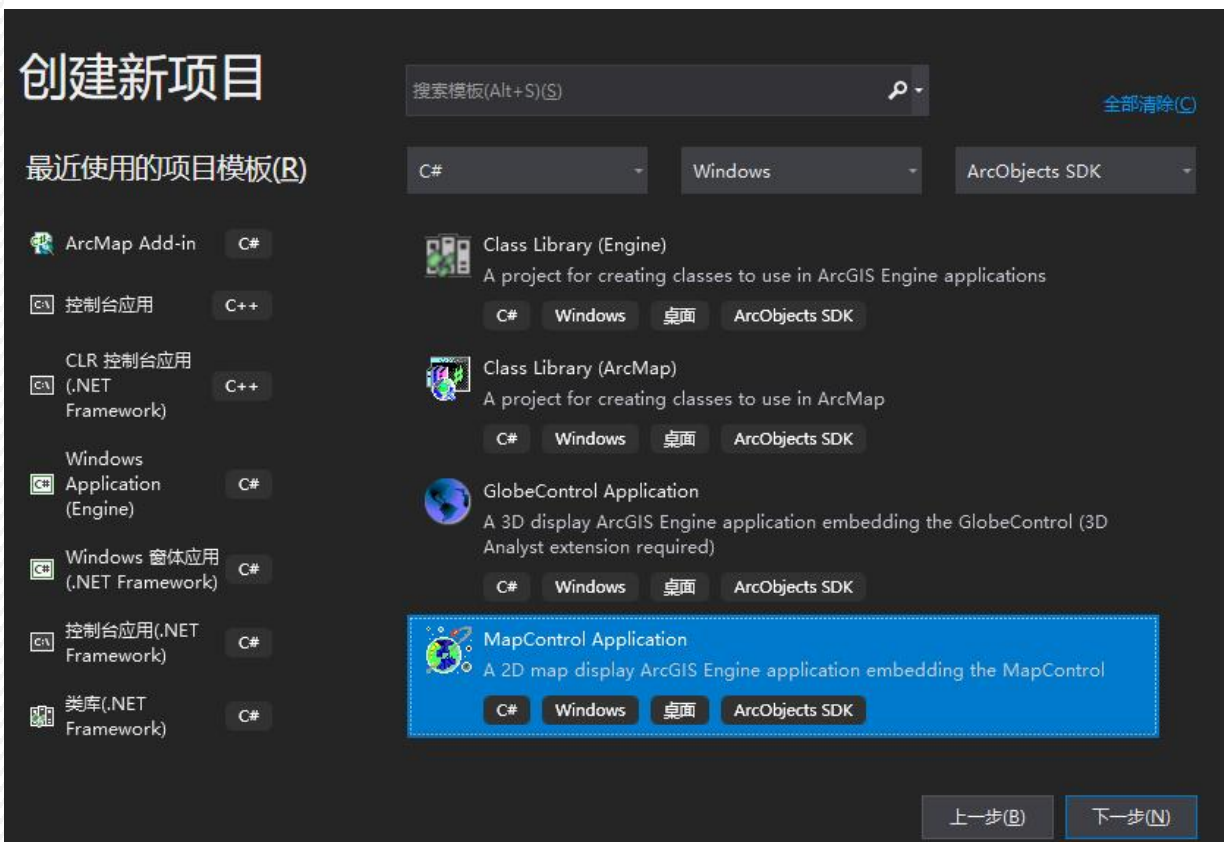 创建新项目
搜索模板(Alt+S)(S)
全部清除(C)
最近使用的项目模板(R)
C#
Windows
ArcObjects SDK
ArcMap Add-in
C#
控制台应用
C++
CLR 控制台应用
(.NET
Framework)
C++
Windows
Application
(Engine)
C#
Windows 窗体应用
(.NET Framework)
C#
控制台应用(.NET
Framework)
C#
类库(.NET
Framework)
C#
Class Library (Engine)
A project for creating classes to use in ArcGIS Engine applications
C# Windows 桌面 ArcObjects SDK
Class Library (ArcMap)
A project for creating classes to use in ArcMap
C# Windows 桌面 ArcObjects SDK
GlobeControl Application
A 3D display ArcGIS Engine application embedding the GlobeControl (3D
Analyst extension required)
C# Windows 桌面 ArcObjects SDK
MapControl Application
A 2D map display ArcGIS Engine application embedding the MapControl
C# Windows 桌面 ArcObjects SDK
上一步(B)
下一步(N)